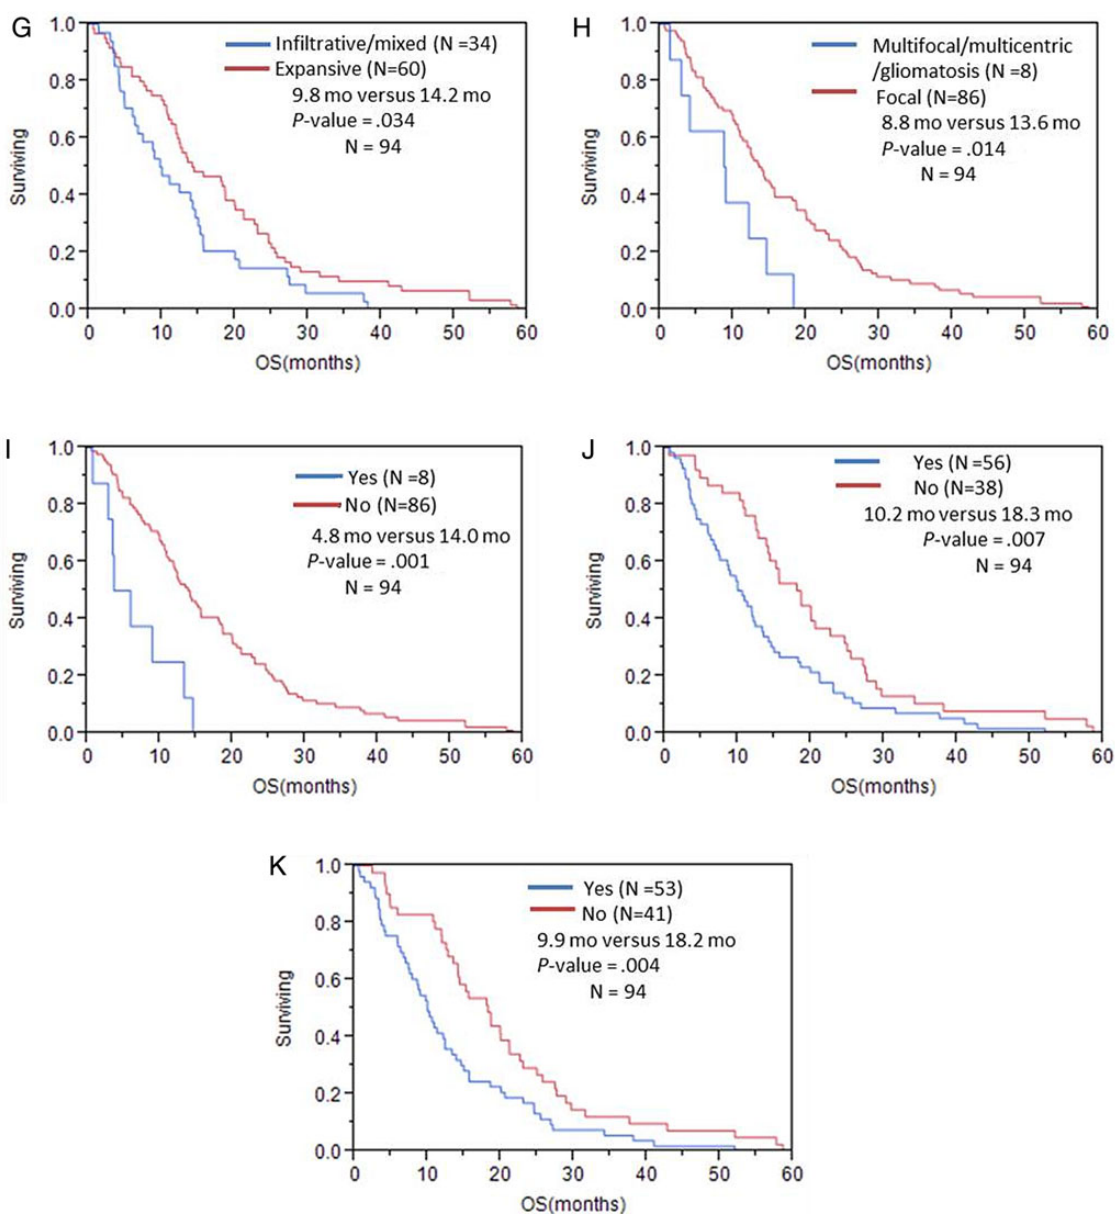 G
1.0
0.8
0.6
0.4
0.2
0.0
Surviving
Infiltrative/mixed (N =34)
Expansive (N=60)
9.8 mo versus 14.2 mo
P-value = .034
N = 94
0 10 20 30 40 50 60
OS(months)
H
1.0
0.8
0.6
0.4
0.2
0.0
Surviving
Multifocal/multicentric
/gliomatosis (N =8)
Focal (N=86)
8.8 mo versus 13.6 mo
P-value = .014
N = 94
0 10 20 30 40 50 60
OS(months)
I
1.0
0.8
0.6
0.4
0.2
0.0
Surviving
Yes (N =8)
No (N=86)
4.8 mo versus 14.0 mo
P-value = .001
N = 94
0 10 20 30 40 50 60
OS(months)
J
1.0
0.8
0.6
0.4
0.2
0.0
Surviving
Yes (N =56)
No (N=38)
10.2 mo versus 18.3 mo
P-value = .007
N = 94
0 10 20 30 40 50 60
OS(months)
K
1.0
0.8
0.6
0.4
0.2
0.0
Surviving
Yes (N =53)
No (N=41)
9.9 mo versus 18.2 mo
P-value = .004
N = 94
0 10 20 30 40 50 60
OS(months)